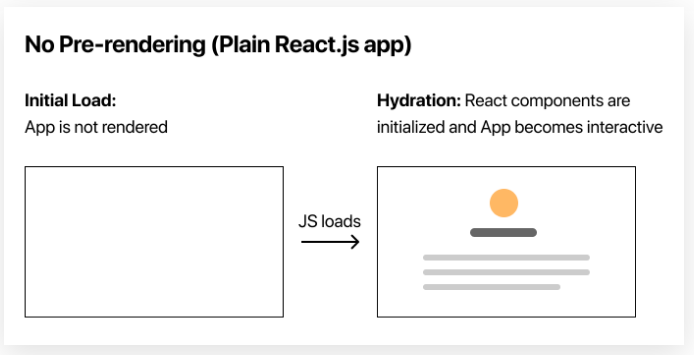 No Pre-rendering (Plain React.js app)
Initial Load:
App is not rendered
Hydration: React components are
initialized and App becomes interactive
JS loads